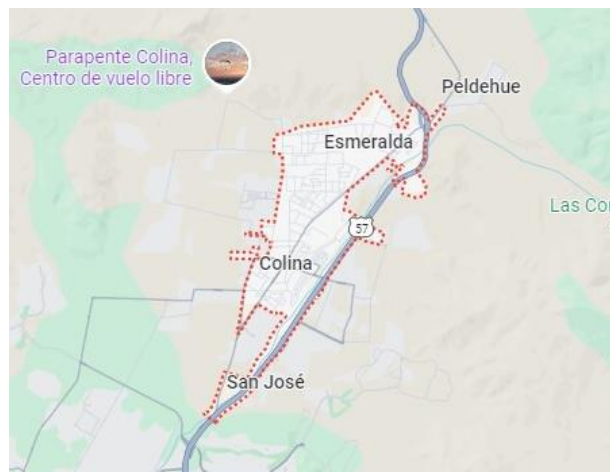 Parapente Colina,
Centro de vuelo libre
Peldehue
Esmeralda
Las Co
57
Colina
San José